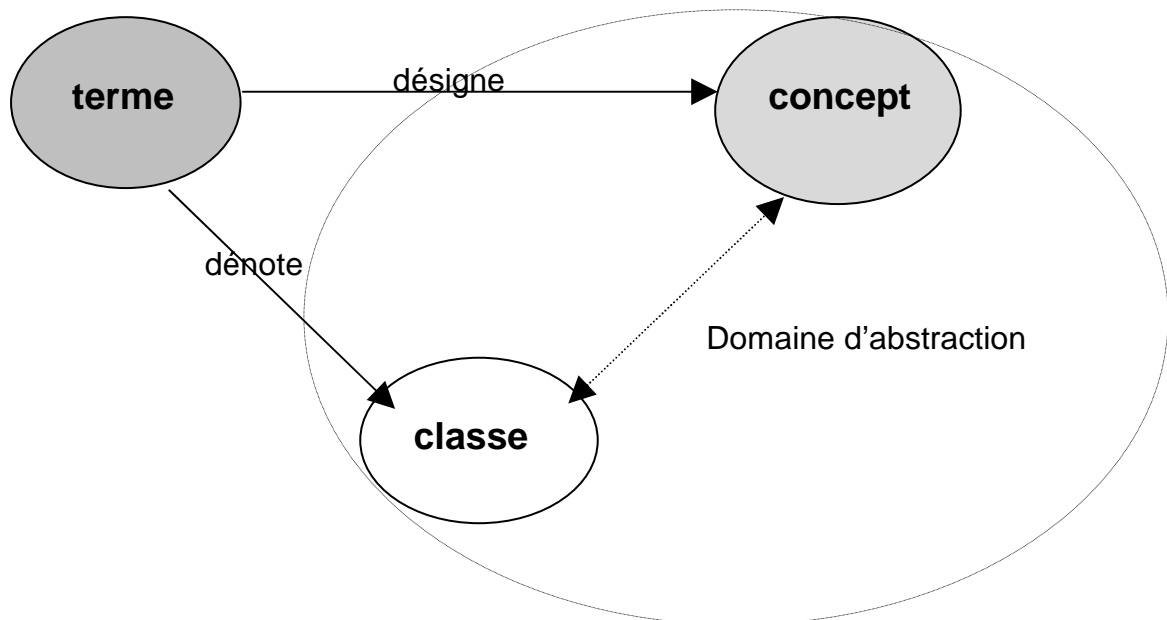 terme
désigne
concept
dénote
Domaine d’abstraction
classe